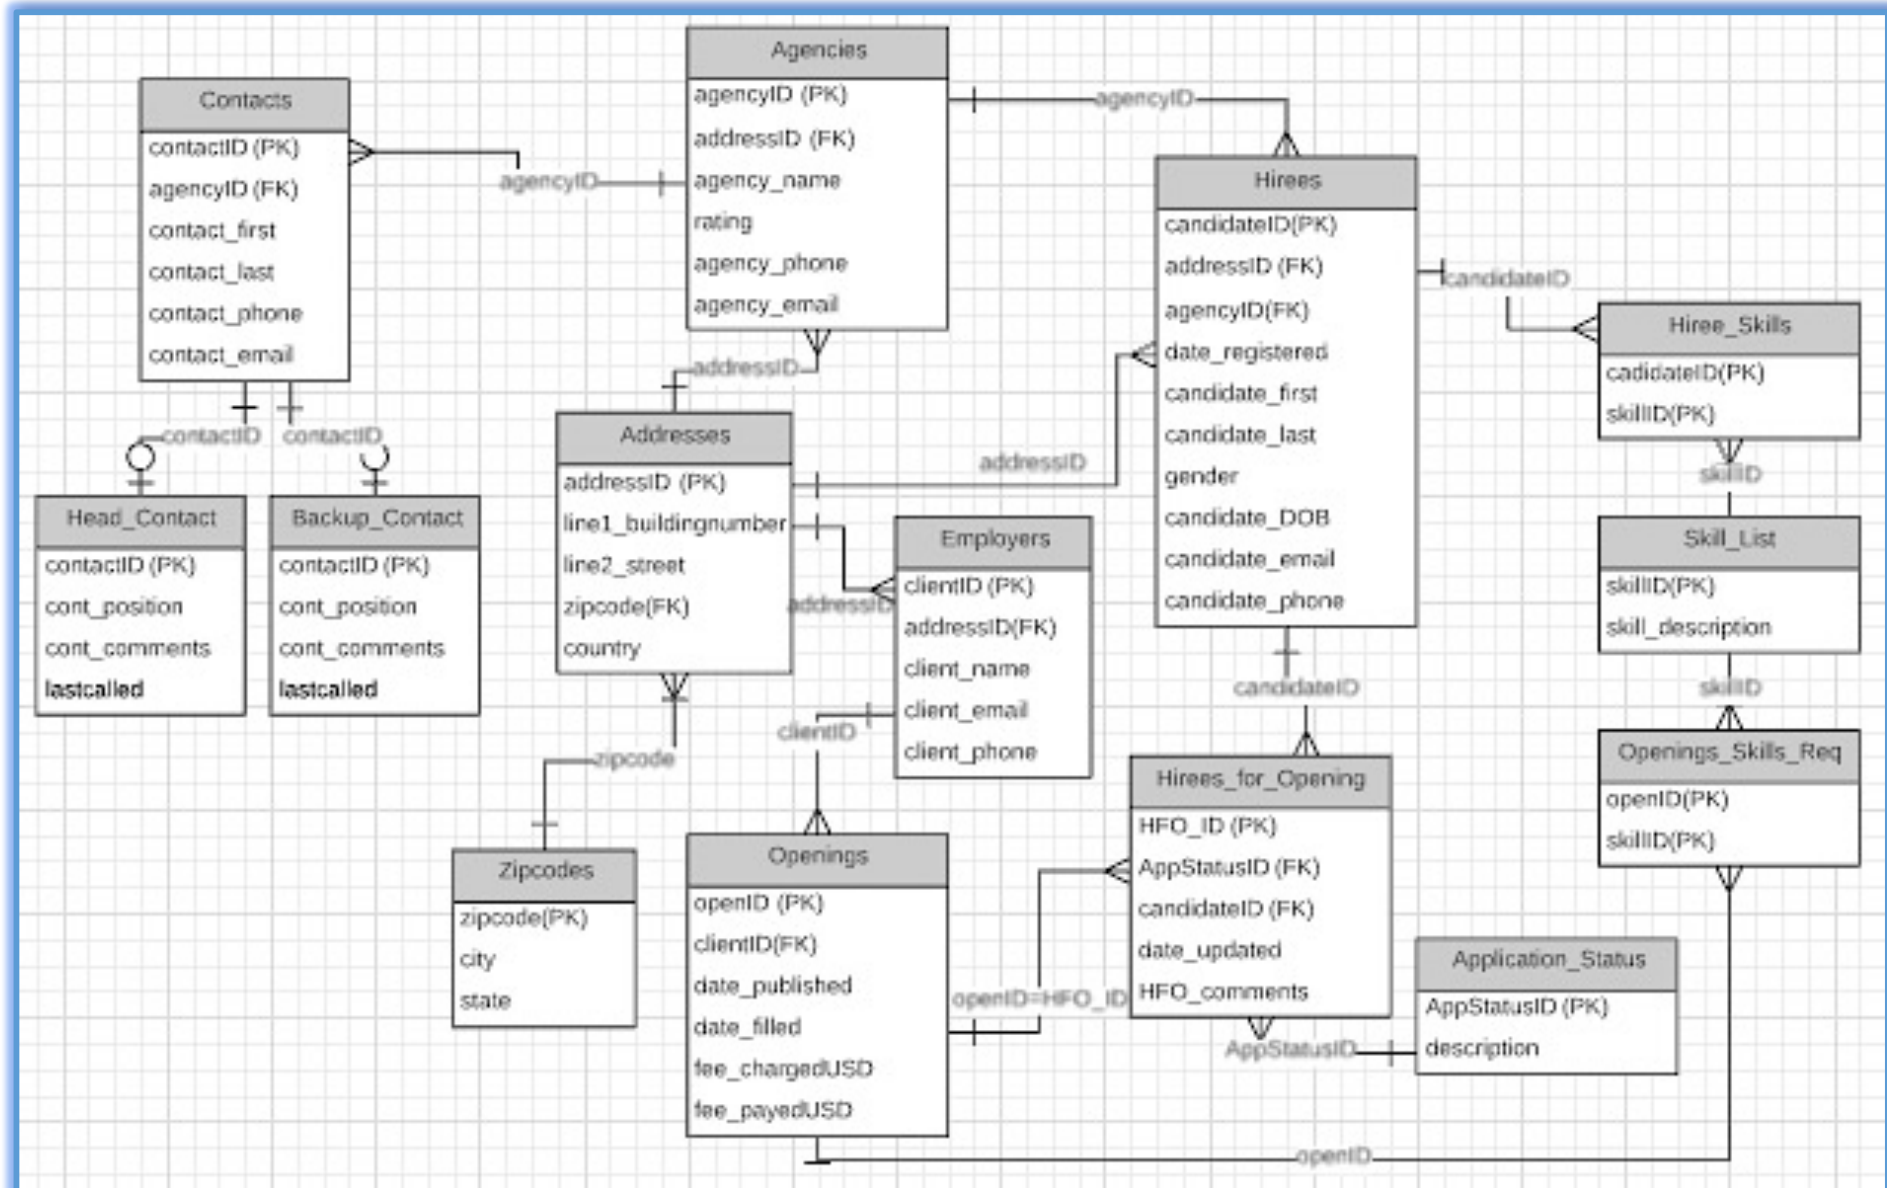 Agencies
agencyID (PK)
addressID (FK)
agency_name
rating
agency_phone
agency_email
Contacts
contactID (PK)
agencyID (FK)
contact_first
contact_last
contact_phone
contact_email
agencyID
agencyID
Hirees
candidateID(PK)
addressID (FK)
agencyID(FK)
date_registered
candidate_first
candidate_last
gender
candidate_DOB
candidate_email
candidate_phone
candidateID
Hiree_Skills
cadidateID(PK)
skillID(PK)
skillID
addressID
contactID
contactID
Head_Contact
contactID (PK)
cont_position
cont_comments
lastcalled
Backup_Contact
contactID (PK)
cont_position
cont_comments
lastcalled
Addresses
addressID (PK)
line1_buildingnumber
line2_street
zipcode(FK)
country
addressID
addressID
Employers
clientID (PK)
addressID(FK)
client_name
client_email
client_phone
Skill_List
skillID(PK)
skill_description
skillID
candidateID
clientID
zipcode
Zipcodes
zipcode(PK)
city
state
Openings
openID (PK)
clientID(FK)
date_published
date_filled
fee_chargedUSD
fee_payedUSD
openID=HFO_ID
Hirees_for_Opening
HFO_ID (PK)
AppStatusID (FK)
candidateID (FK)
date_updated
HFO_comments
AppStatusID
Openings_Skills_Req
openID(PK)
skillID(PK)
Application_Status
AppStatusID (PK)
description
openID